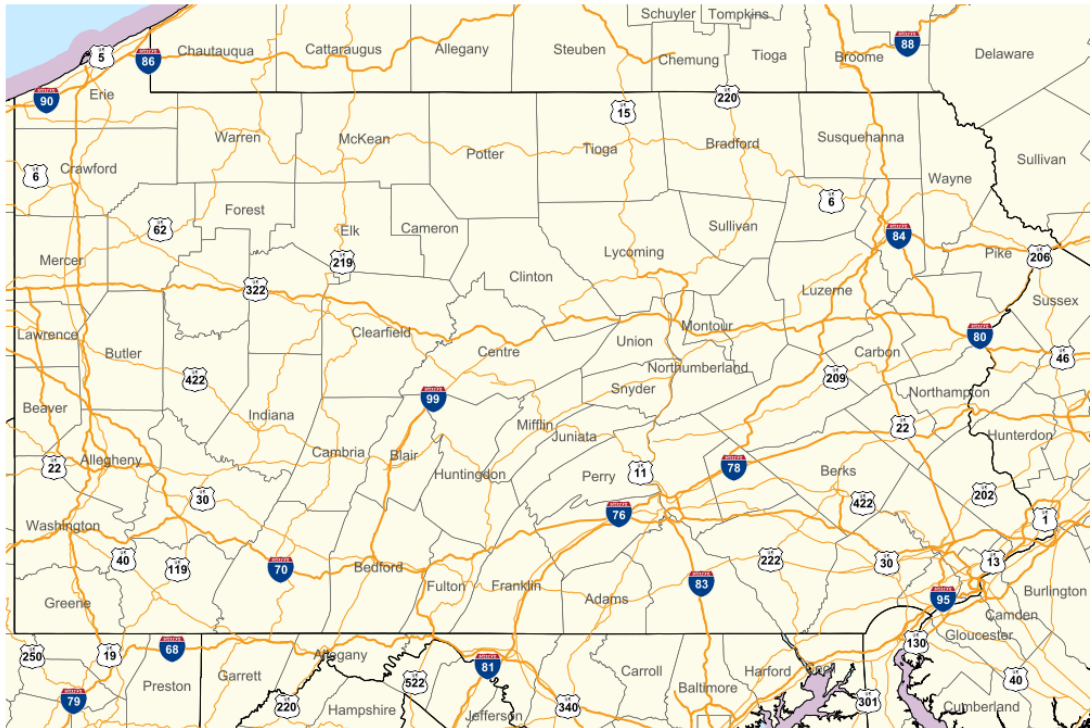 Schuyler
Tompkins
5
Chautauqua
Cattaraugus
Allegany
Steuben
Chemung
Tioga
Broome
88
Delaware
86
90
Erie
15
220
Warren
McKean
Potter
Tioga
Bradford
Susquehanna
Sullivan
Crawford
6
Wayne
Forest
62
Elk
Cameron
Sullivan
6
84
Mercer
219
Lycoming
Pike
206
322
Clinton
Luzerne
Sussex
Lawrence
Butler
Clearfield
Centre
Union
Montour
80
Carbon
46
422
Northumberland
209
Snyder
Northampton
Beaver
99
Indiana
Mifflin
Juniata
22
Hunterdon
22
Allegheny
Cambria
Blair
Huntingdon
Perry
11
78
Berks
30
422
202
76
1
Washington
40
119
70
Bedford
Fulton
Franklin
Adams
83
222
30
13
95
Greene
Burlington
Camden
Gloucester
130
250
19
68
Allegany
Garrett
81
Carroll
Harford
Cecil
Preston
522
40
79
220
Hampshire
Jefferson
340
Baltimore
301
Cumberland